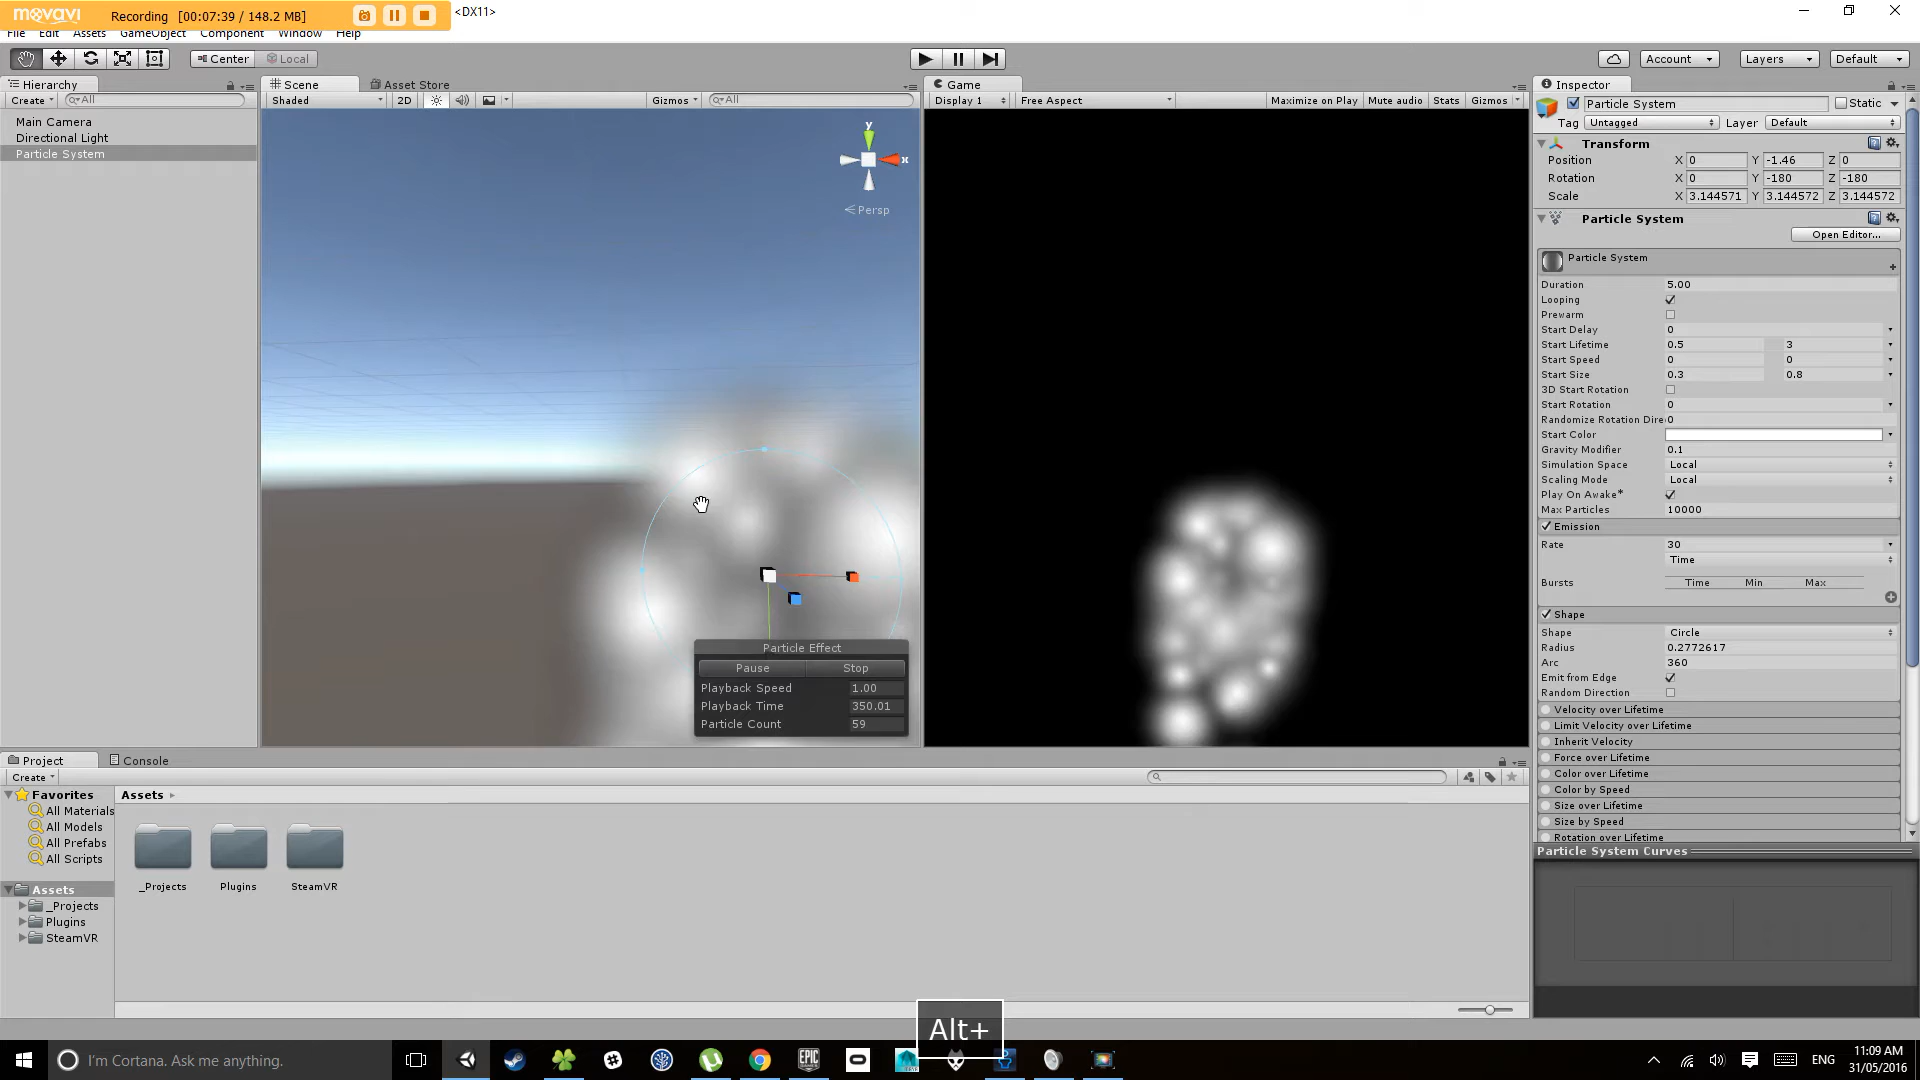 movavi Recording [00:07:39 / 148.2 MB] <DX11>
File Edit Assets GameObject Component Window Help
Center Local Account Layers Default
Hierarchy
Create All
Main Camera
Directional Light
Particle System
Scene Asset Store
Shaded 2D Gizmos All
y
x
Persp
Particle Effect
Pause Stop
Playback Speed 1.00
Playback Time 350.01
Particle Count 59
Game
Display 1 Free Aspect Maximize on Play Mute audio Stats Gizmos
Inspector
Particle System Static
Tag Untagged Layer Default
Transform
Position X 0 Y -1.46 Z 0
Rotation X 0 Y -180 Z -180
Scale X 3.144571 Y 3.144572 Z 3.144572
Particle System
Open Editor...
Particle System
Duration 5.00
Looping
Prewarm
Start Delay 0
Start Lifetime 0.5 3
Start Speed 0 0
Start Size 0.3 0.8
3D Start Rotation
Start Rotation 0
Randomize Rotation Dire 0
Start Color
Gravity Modifier 0.1
Simulation Space Local
Scaling Mode Local
Play On Awake*
Max Particles 10000
Emission
Rate 30
Time
Bursts Time Min Max
Shape
Shape Circle
Radius 0.2772617
Arc 360
Emit from Edge
Random Direction
Velocity over Lifetime
Limit Velocity over Lifetime
Inherit Velocity
Force over Lifetime
Color over Lifetime
Color by Speed
Size over Lifetime
Size by Speed
Rotation over Lifetime
Particle System Curves
Project Console
Create
Favorites
All Materials
All Models
All Prefabs
All Scripts
Assets
_Projects
Plugins
SteamVR
Assets
_Projects Plugins SteamVR
Alt+
I'm Cortana. Ask me anything.
EPIC GAMES
ENG
11:09 AM
31/05/2016